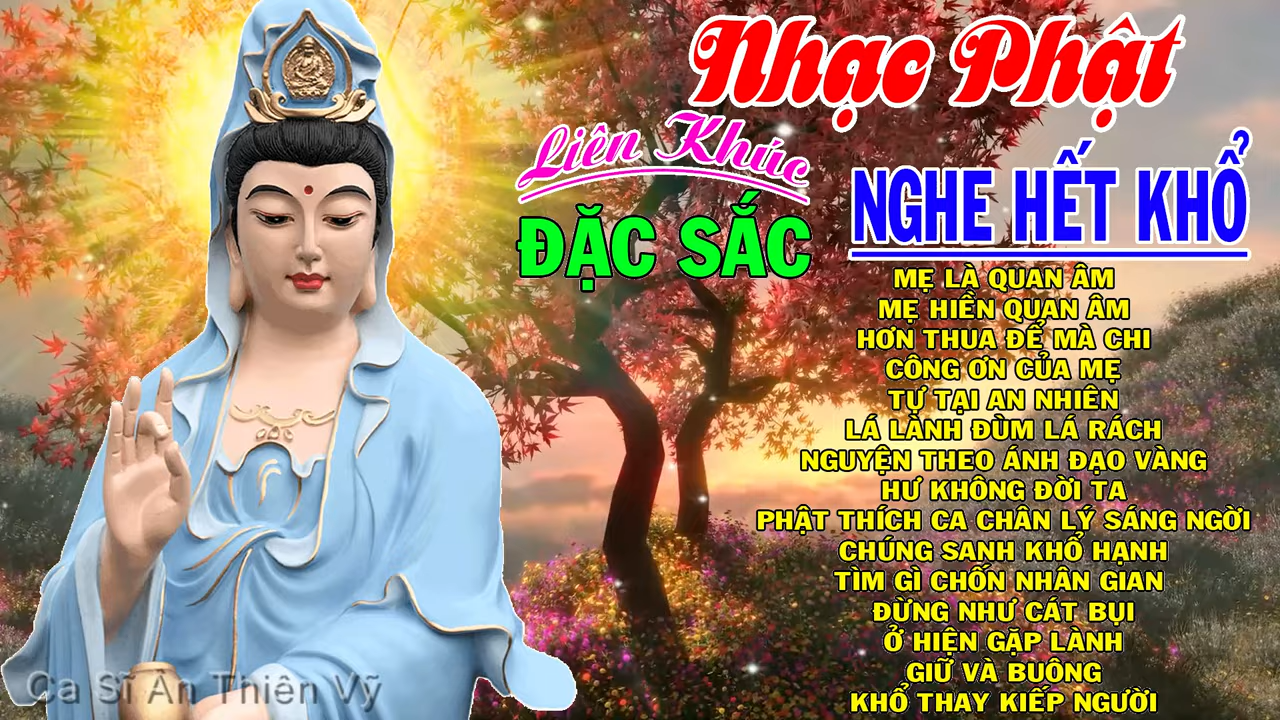 Nhạc Phật
Liên Khúc
ĐẶC SẮC
NGHE HẾT KHỔ
MẸ LÀ QUAN ÂM
MẸ HIỀN QUAN ÂM
HƠN THUA ĐỂ MÀ CHI
CÔNG ƠN CỦA MẸ
TỰ TẠI AN NHIÊN
LÁ LÀNH ĐÙM LÁ RÁCH
NGUYỆN THEO ÁNH ĐẠO VÀNG
HƯ KHÔNG ĐỜI TA
PHẬT THÍCH CA CHÂN LÝ SÁNG NGỜI
CHÚNG SANH KHỔ HẠNH
TÌM GÌ CHỐN NHÂN GIAN
ĐỪNG NHƯ CÁT BỤI
Ở HIỆN GẶP LÀNH
GIỮ VÀ BUÔNG
KHỔ THAY KIẾP NGƯỜI
Ca Sĩ Ân Thiên Vỹ